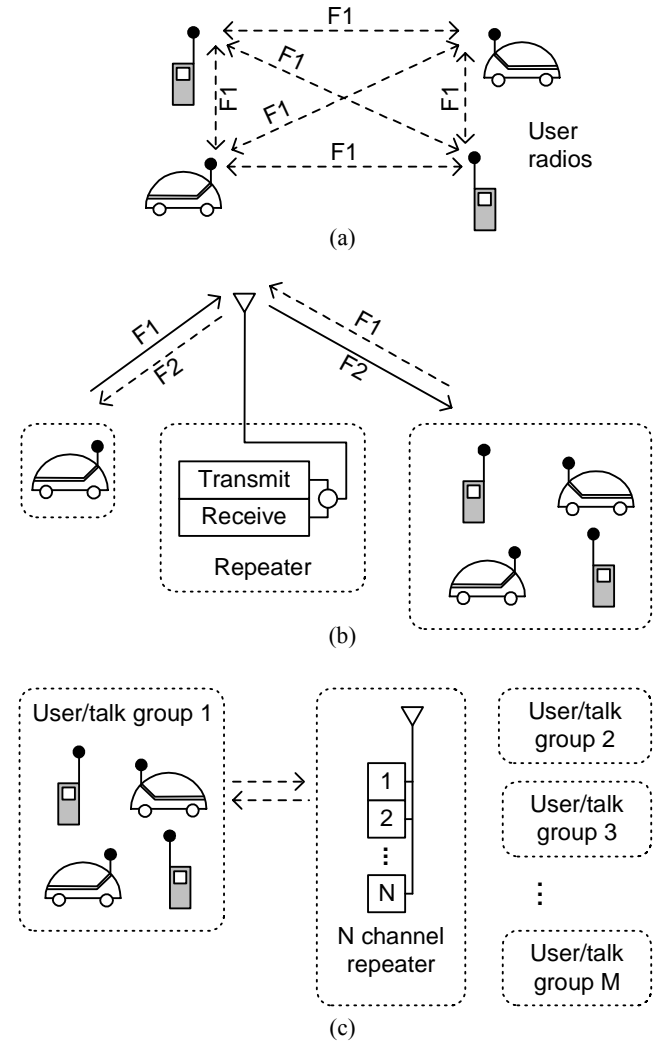 F1
F1
F1
F1
F1
F1
User
radios
(a)
F1
F2
F1
F2
Transmit
Receive
Repeater
(b)
User/talk group 1
1
2
⋮
N
N channel
repeater
User/talk
group 2
User/talk
group 3
⋮
User/talk
group M
(c)